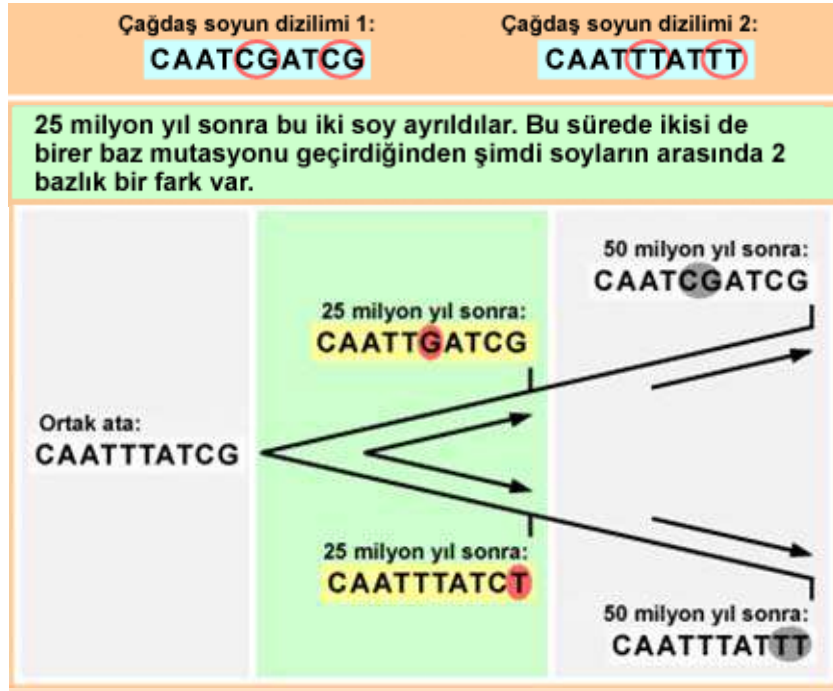 Çağdaş soyun dizilimi 1:
CAATCGATCG
Çağdaş soyun dizilimi 2:
CAATTTATTT
25 milyon yıl sonra bu iki soy ayrıldılar. Bu sürede ikisi de
birer baz mutasyonu geçirdiğinden şimdi soyların arasında 2
bazlık bir fark var.
Ortak ata:
CAATTTATCG
25 milyon yıl sonra:
CAATTGATCG
25 milyon yıl sonra:
CAATTTATCT
50 milyon yıl sonra:
CAATCGATCG
50 milyon yıl sonra:
CAATTTATTT